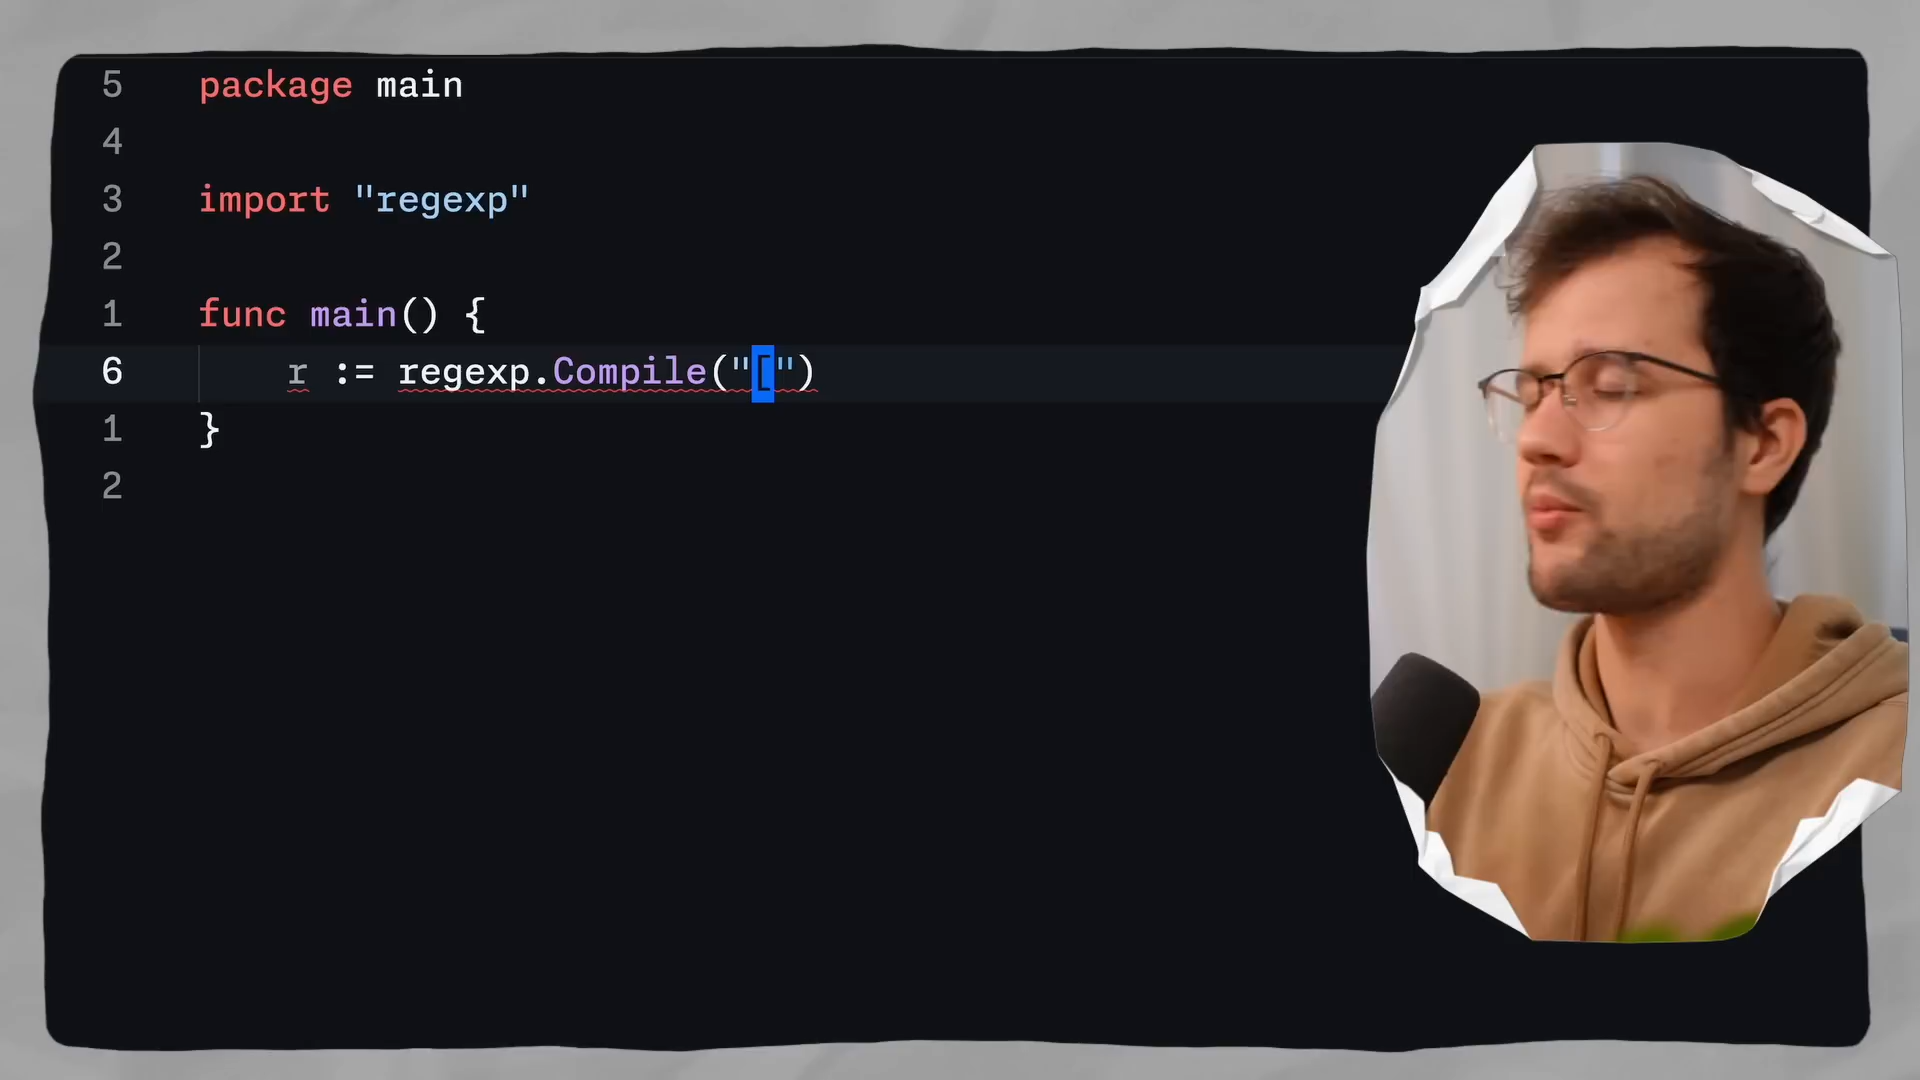 5 package main
4
3 import "regexp"
2
1 func main() {
6 r := regexp.Compile("[")
1 }
2